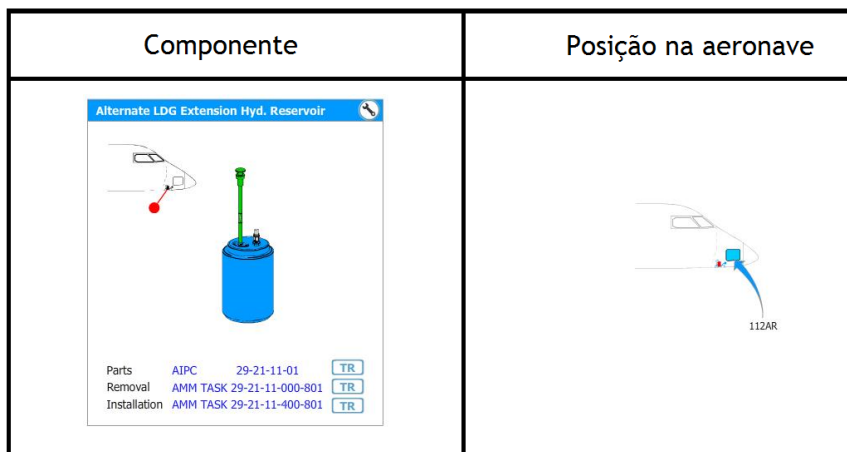 Componente
Posição na aeronave
Alternate LDG Extension Hyd. Reservoir
112AR
Parts AIPC 29-21-11-01 TR
Removal AMM TASK 29-21-11-000-801 TR
Installation AMM TASK 29-21-11-400-801 TR